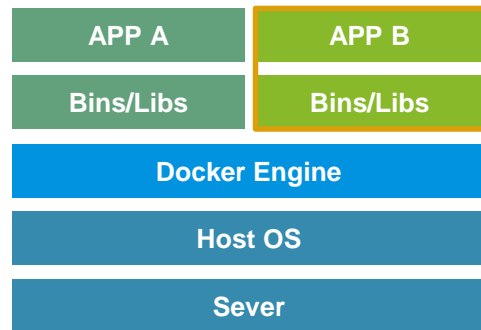 APP A
APP B
Bins/Libs
Bins/Libs
Docker Engine
Host OS
Sever